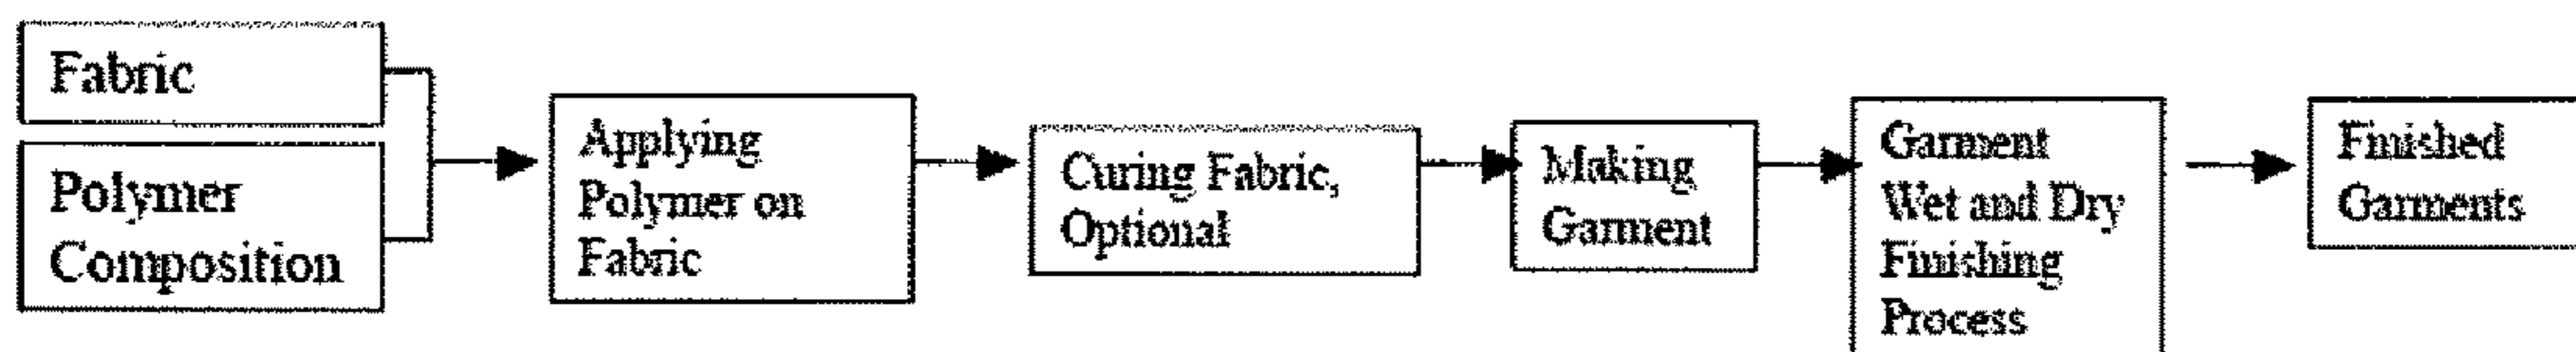 Fabric
Polymer
Composition
Applying
Polymer on
Fabric
Curing Fabric,
Optional
Making
Garment
Garment
Wet and Dry
Finishing
Process
Finished
Garments